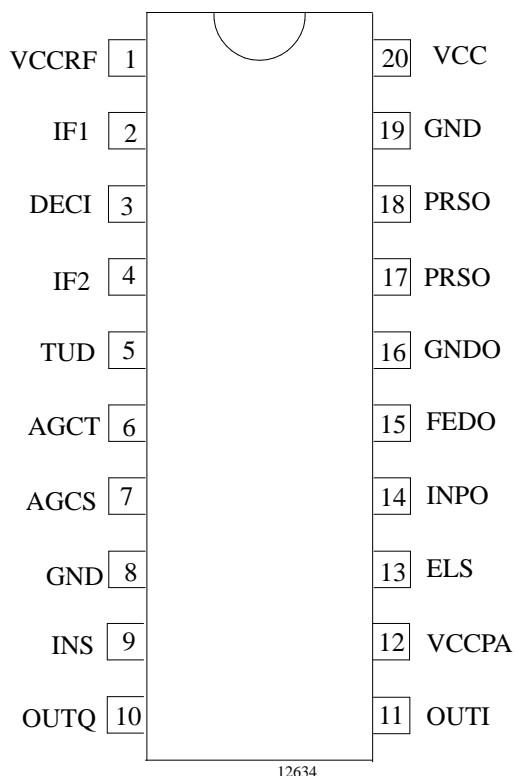 VCCRF 1 20 VCC
IF1 2 19 GND
DECI 3 18 PRSO
IF2 4 17 PRSO
TUD 5 16 GNDO
AGCT 6 15 FEDO
AGCS 7 14 INPO
GND 8 13 ELS
INS 9 12 VCCPA
OUTQ 10 11 OUTI
12634